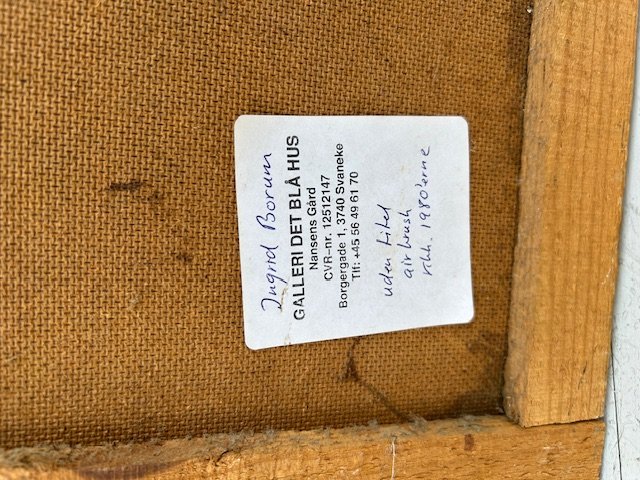 Ingrid Borum
GALLERI DET BLÅ HUS
Nansens Gård
CVR-nr. 12512147
Borgergade 1, 3740 Svaneke
Tlf: +45 56 49 61 70
uden titel
airbrush
Khh. 1980'erne